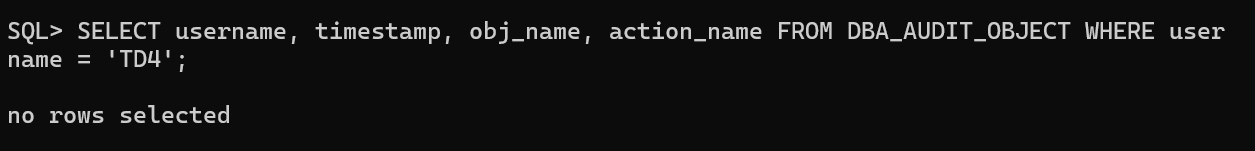 SQL> SELECT username, timestamp, obj_name, action_name FROM DBA_AUDIT_OBJECT WHERE user
name = 'TD4';
no rows selected